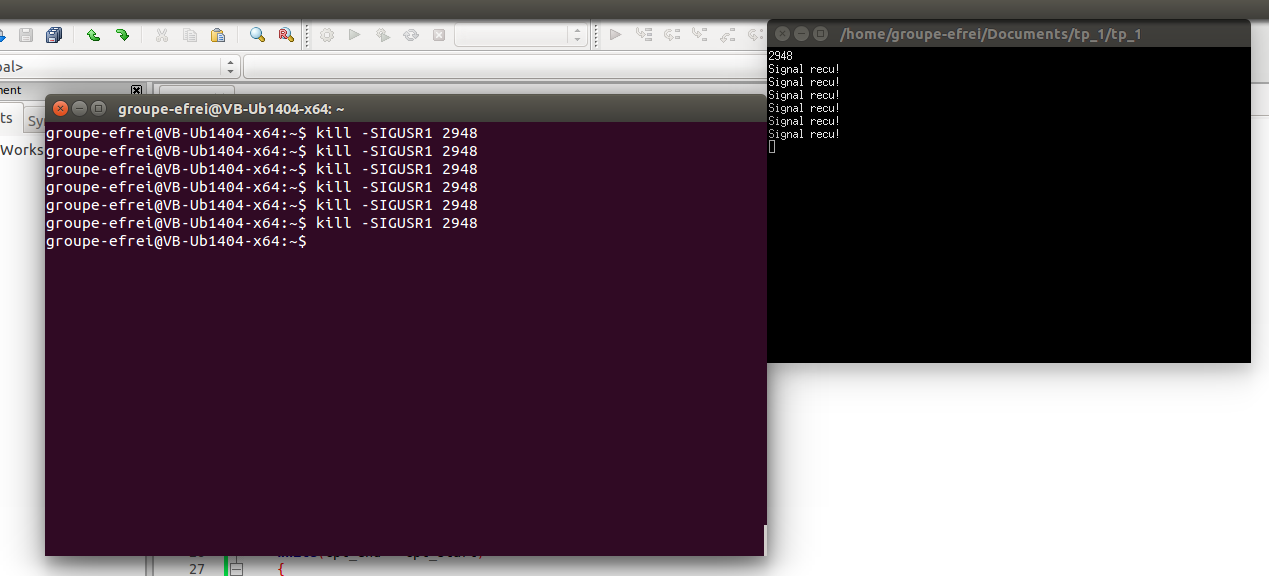 /home/groupe-efrei/Documents/tp_1/tp_1
2948
Signal recu!
Signal recu!
Signal recu!
Signal recu!
Signal recu!
Signal recu!
al>
ment
ts Sy
Works
groupe-efrei@VB-Ub1404-x64: ~
groupe-efrei@VB-Ub1404-x64:~$ kill -SIGUSR1 2948
groupe-efrei@VB-Ub1404-x64:~$ kill -SIGUSR1 2948
groupe-efrei@VB-Ub1404-x64:~$ kill -SIGUSR1 2948
groupe-efrei@VB-Ub1404-x64:~$ kill -SIGUSR1 2948
groupe-efrei@VB-Ub1404-x64:~$ kill -SIGUSR1 2948
groupe-efrei@VB-Ub1404-x64:~$ kill -SIGUSR1 2948
groupe-efrei@VB-Ub1404-x64:~$
27 {